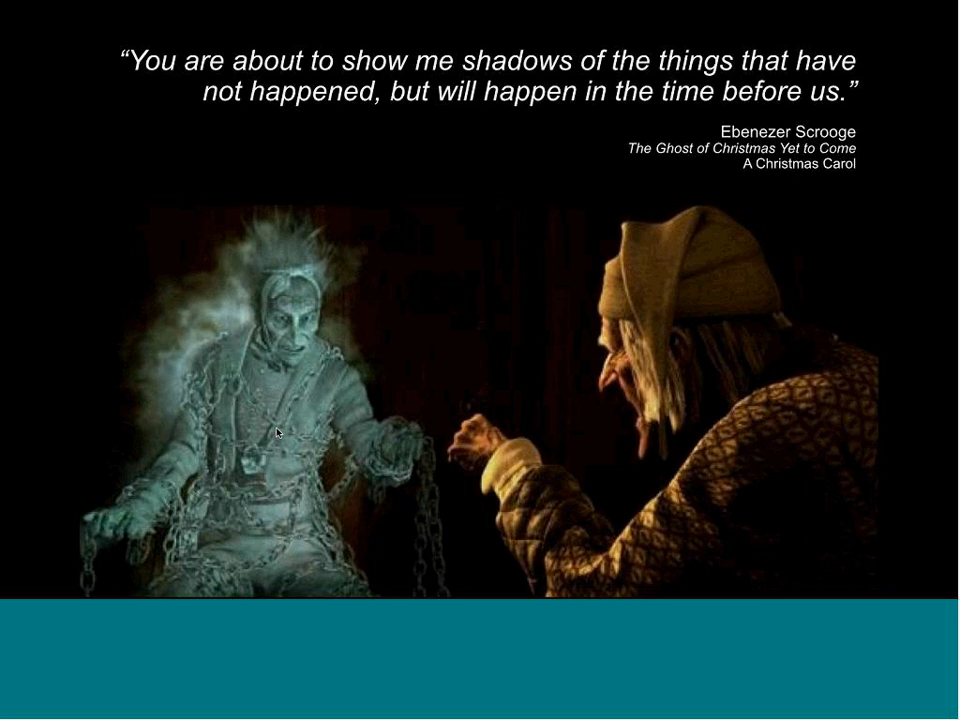 “You are about to show me shadows of the things that have
not happened, but will happen in the time before us.”
Ebenezer Scrooge
The Ghost of Christmas Yet to Come
A Christmas Carol